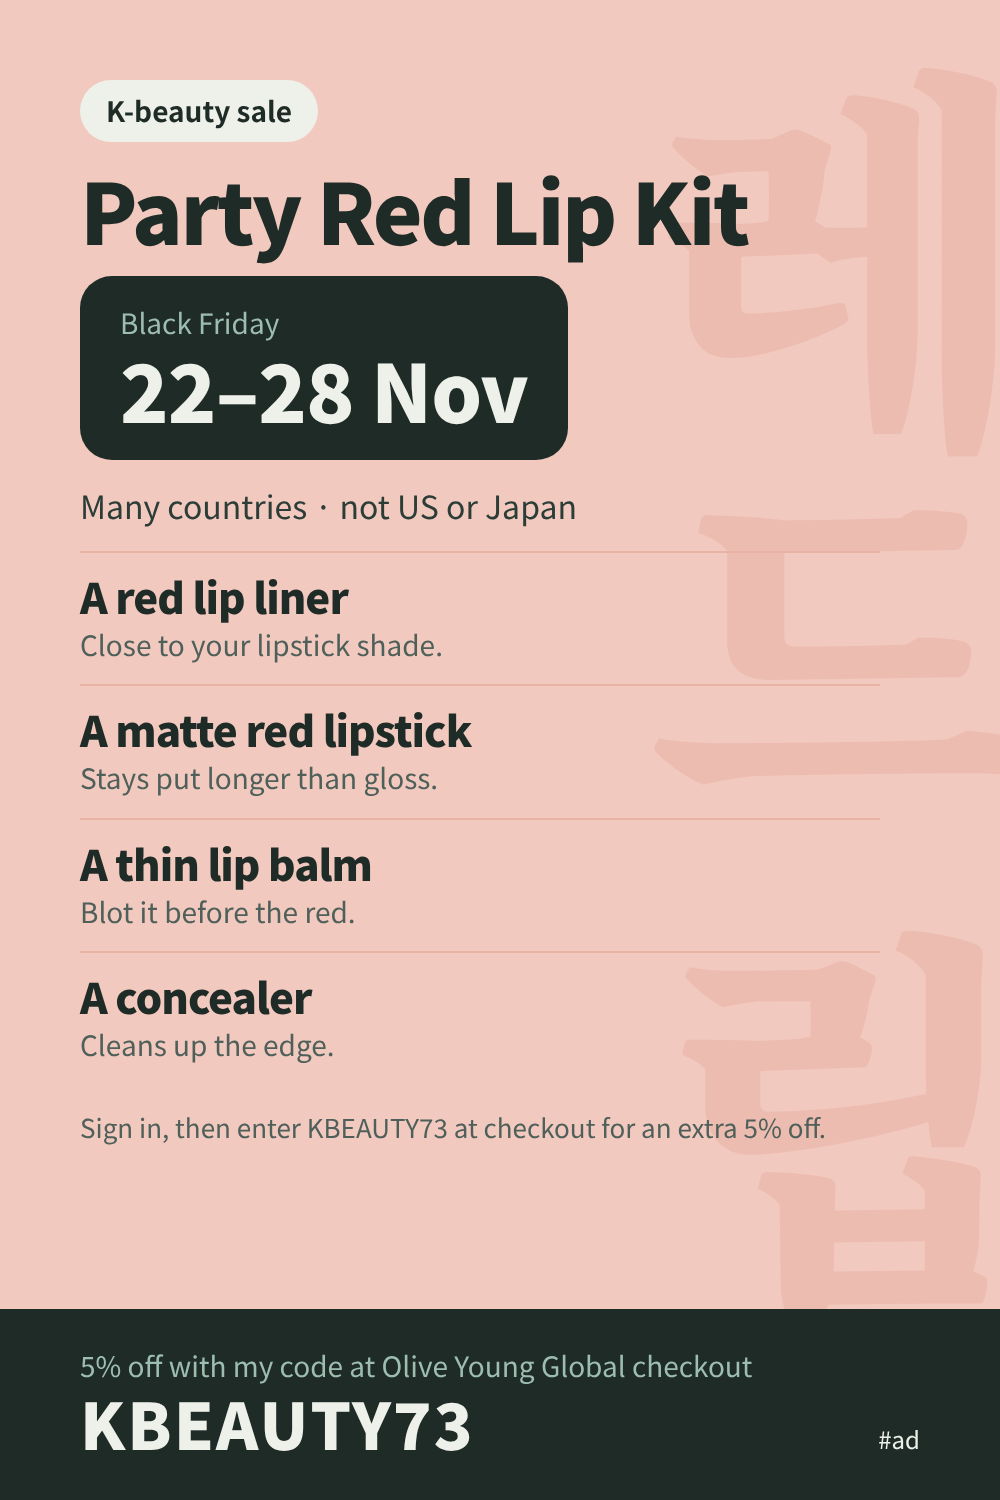 K-beauty sale
Party Red Lip Kit
Black Friday
22–28 Nov
Many countries · not US or Japan
A red lip liner
Close to your lipstick shade.
A matte red lipstick
Stays put longer than gloss.
A thin lip balm
Blot it before the red.
A concealer
Cleans up the edge.
Sign in, then enter KBEAUTY73 at checkout for an extra 5% off.
5% off with my code at Olive Young Global checkout
KBEAUTY73
#ad
레드립